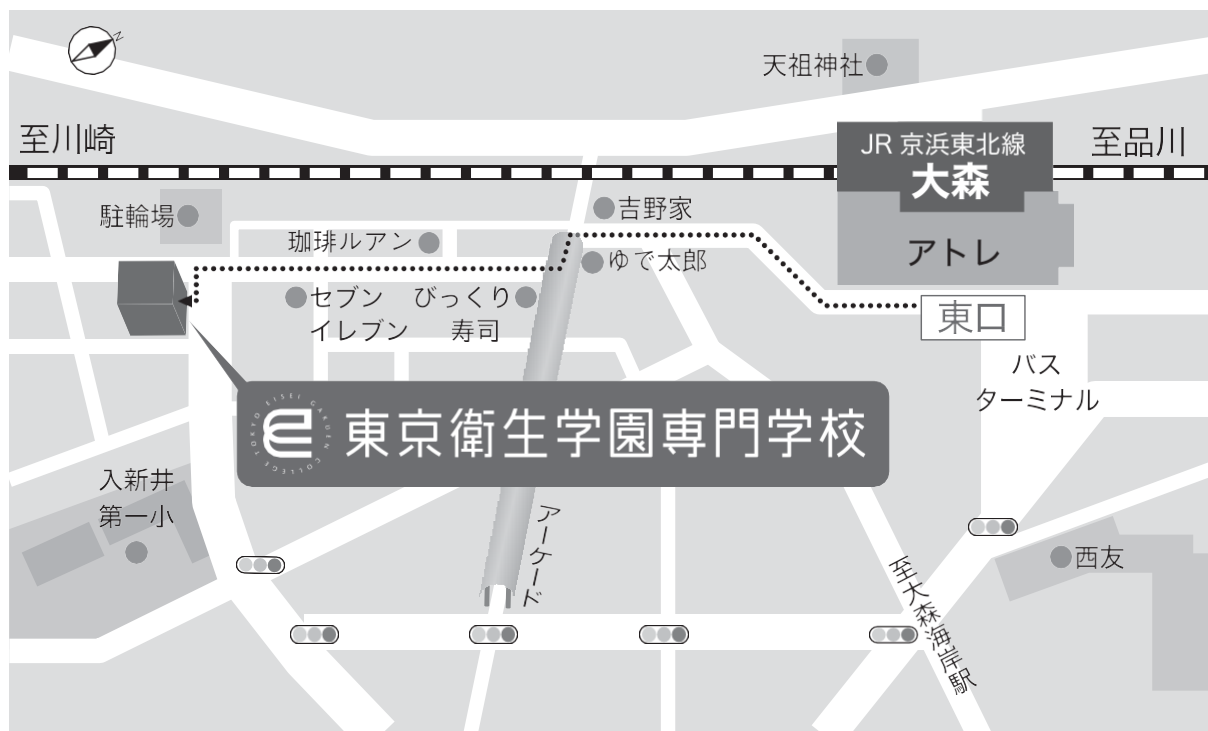 N
天祖神社
至川崎
JR 京浜東北線
大森
至品川
駐輪場
吉野家
珈琲ルアン
アトレ
ゆで太郎
セブン
イレブン
びっくり
寿司
東口
バス
ターミナル
TOKYO EISEI GAKUEN COLLEGE
東京衛生学園専門学校
入新井
第一小
アーケード
西友
至大森海岸駅